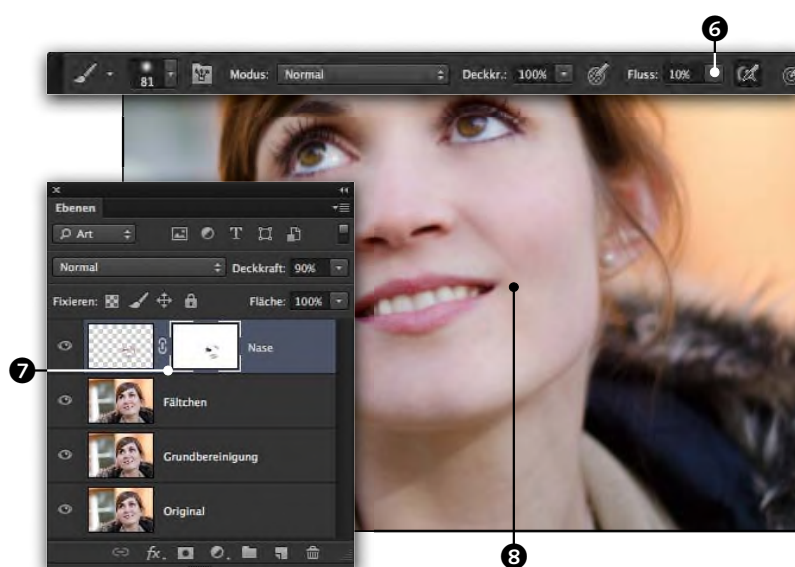 6
81 Modus: Normal Deckkr.: 100% Fluss: 10%
Ebenen
Art T
Normal Deckkraft: 90%
Fixieren: Fläche: 100%
Nase
7
Fältchen
Grundbereinigung
Original
fx.
8